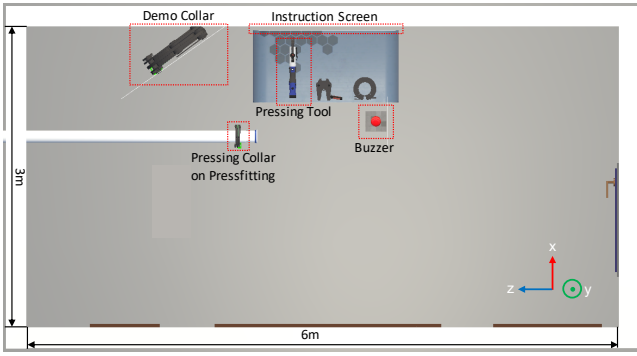 Demo Collar
Instruction Screen
Pressing Tool
Buzzer
Pressing Collar
on Pressfitting
3m
x
z
y
6m